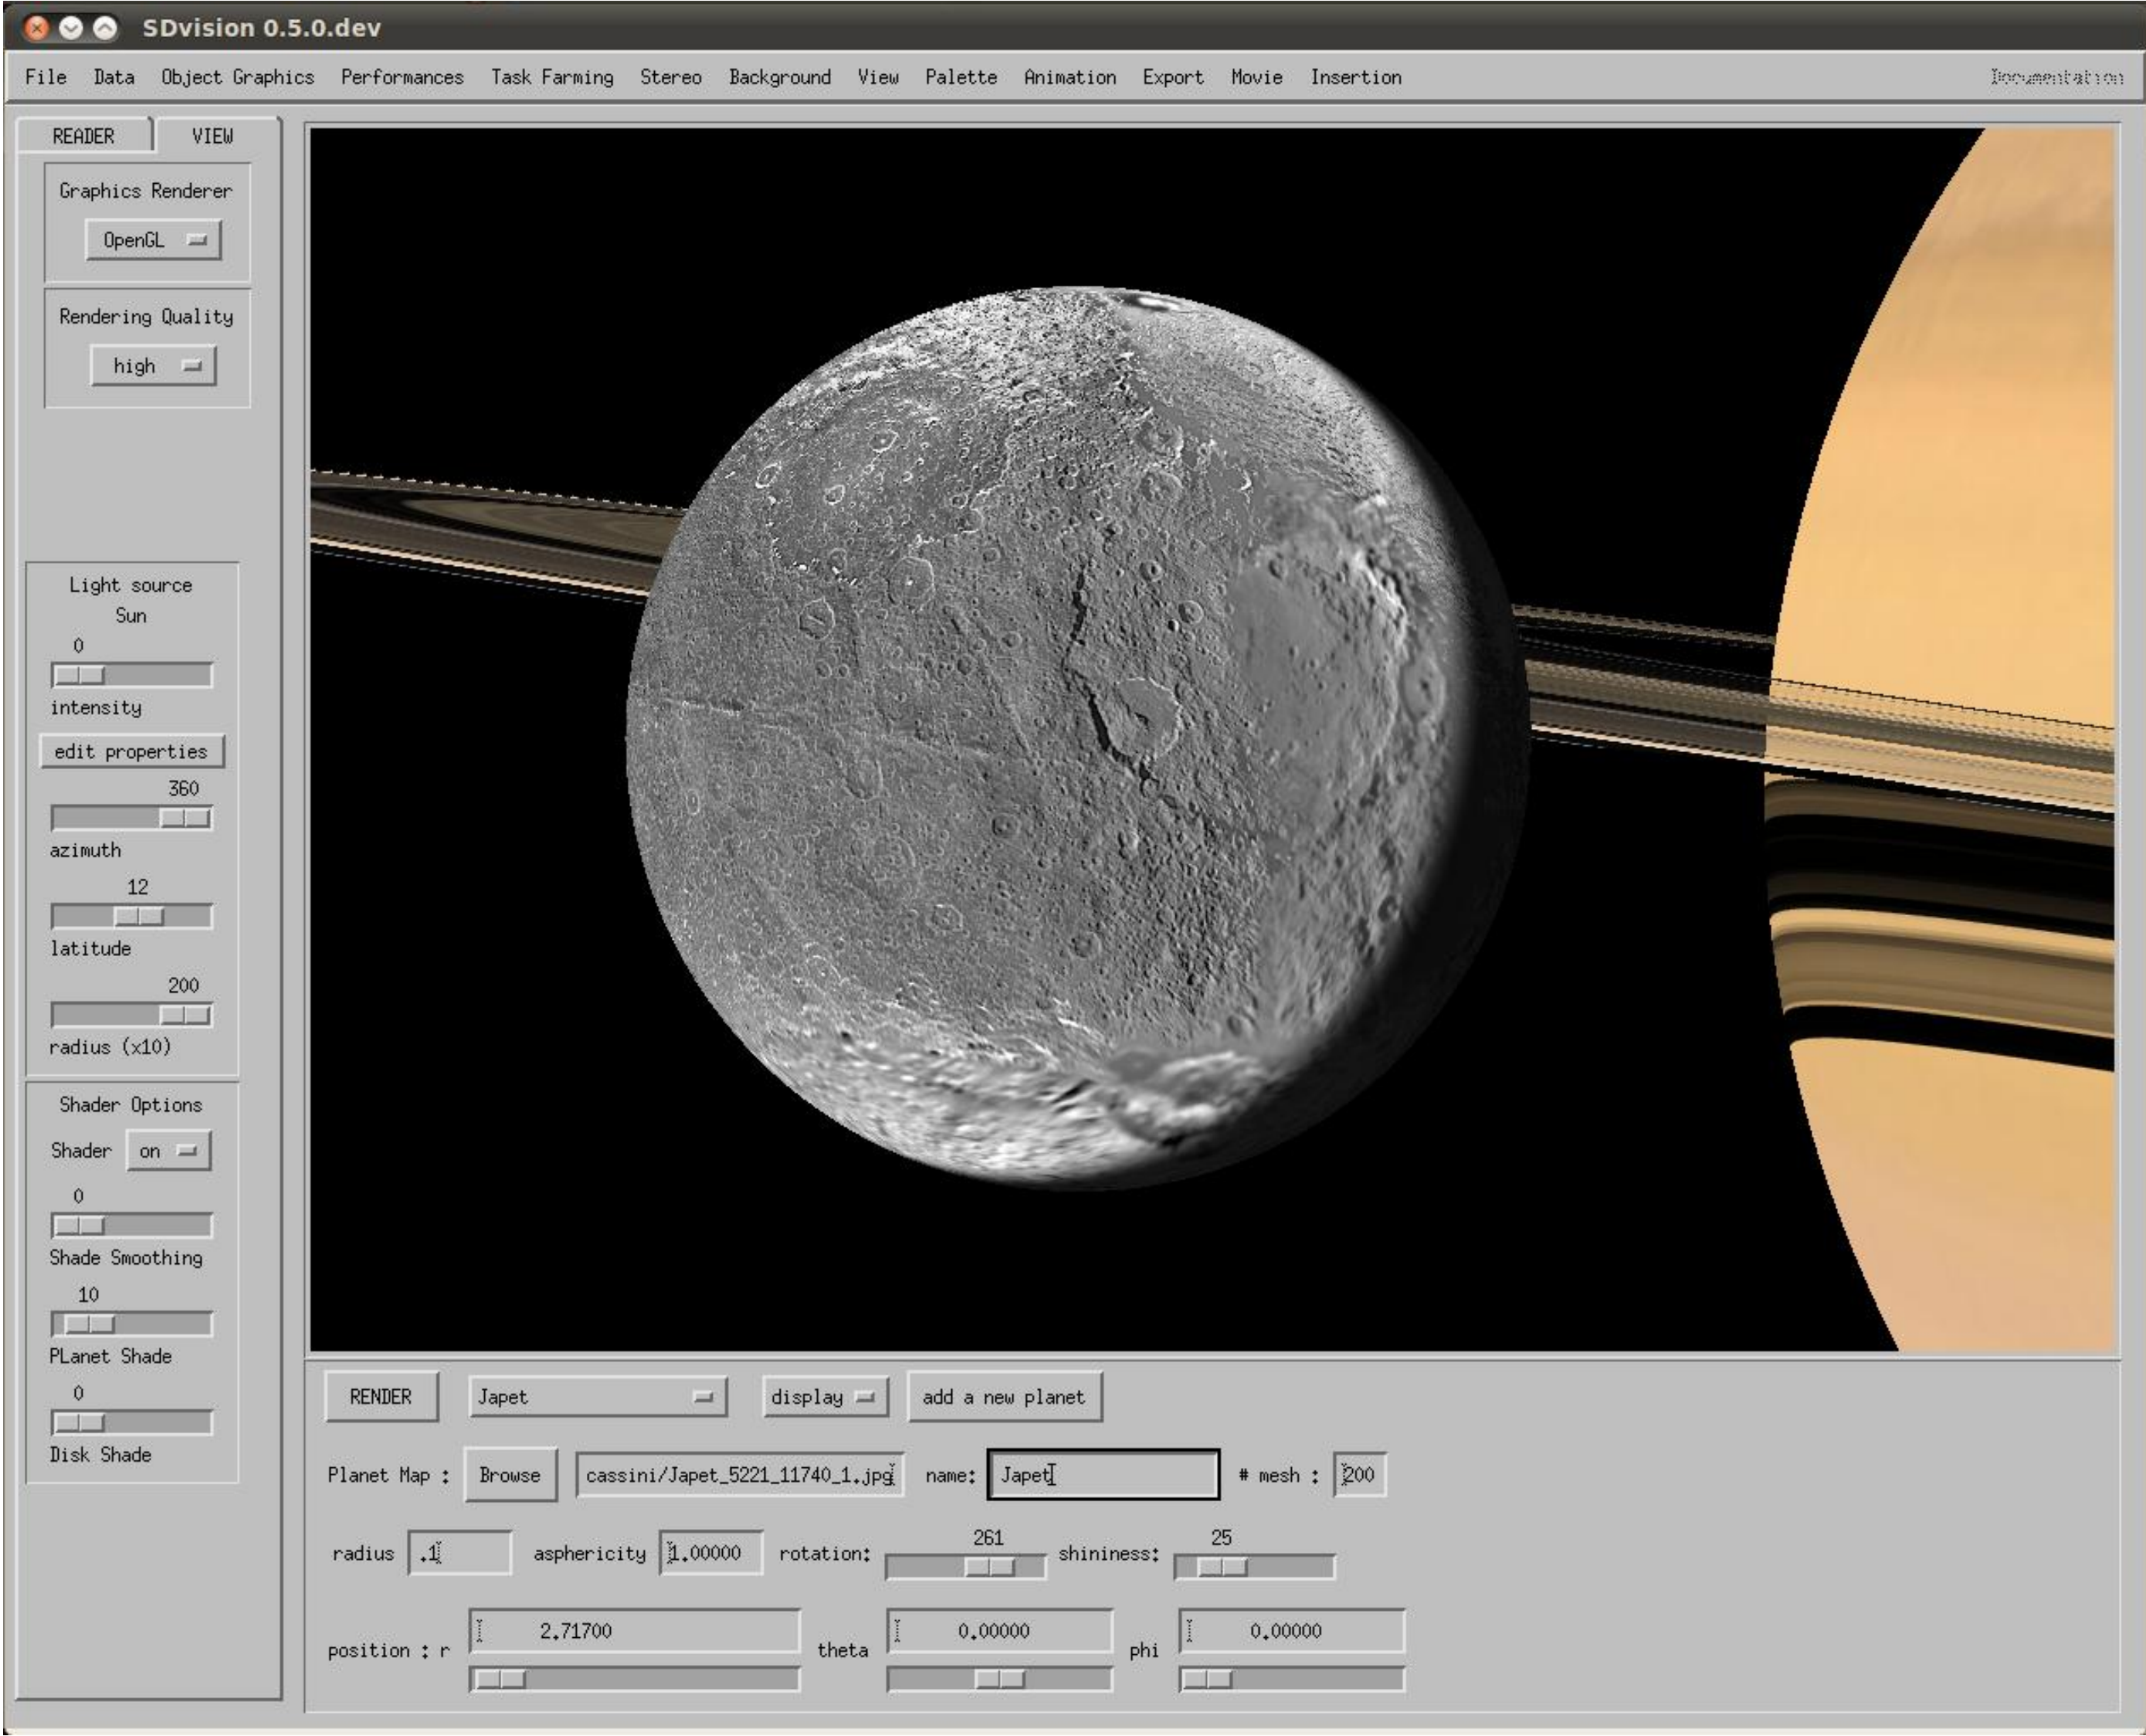 SDvision 0.5.0.dev
File Data Object Graphics Performances Task Farming Stereo Background View Palette Animation Export Movie Insertion Documentation
READER VIEW
Graphics Renderer
OpenGL
Rendering Quality
high
Light source
Sun
0
intensity
edit properties
360
azimuth
12
latitude
200
radius (x10)
Shader Options
Shader on
0
Shade Smoothing
10
PLanet Shade
0
Disk Shade
RENDER Japet display add a new planet
Planet Map : Browse cassini/Japet_5221_11740_1.jpg name: Japet # mesh : 200
radius .1 asphericity 1.00000 rotation: 261 shininess: 25
position : r 2.71700 theta 0.00000 phi 0.00000